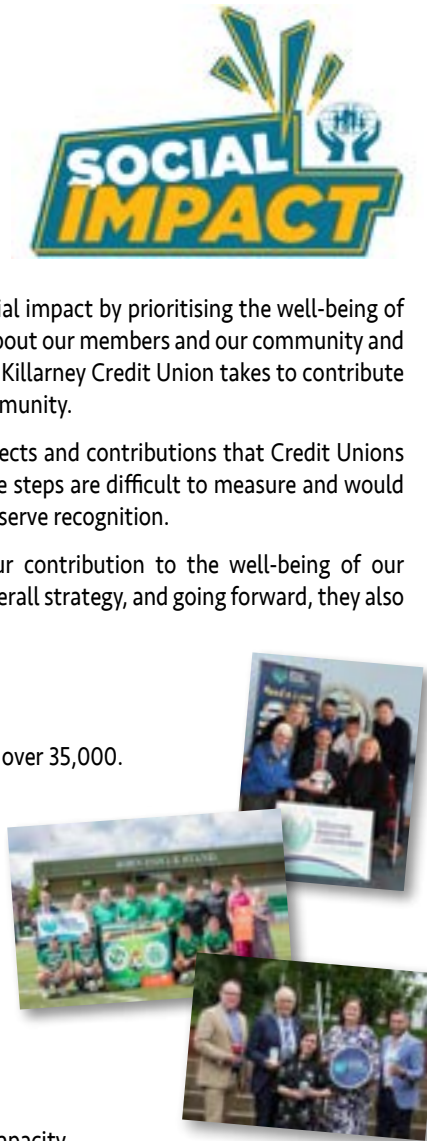 SOCIAL
IMPACT
ial impact by prioritising the well-being of
bout our members and our community and
Killarney Credit Union takes to contribute
munity.
ects and contributions that Credit Unions
e steps are difficult to measure and would
serve recognition.
ur contribution to the well-being of our
erall strategy, and going forward, they also
over 35,000.
apacity